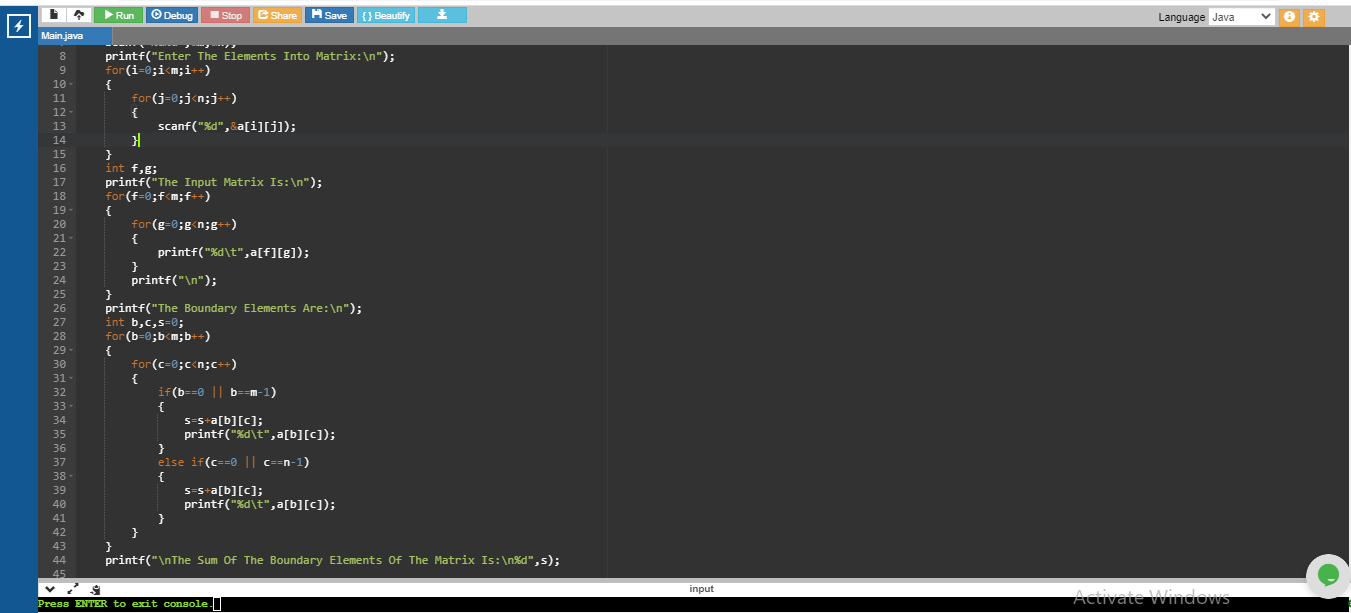 Run Debug Stop Share Save { } Beautify Language Java
Main.java
8 printf("Enter The Elements Into Matrix:\n");
9 for(i=0;i<m;i++)
10 {
11 for(j=0;j<n;j++)
12 {
13 scanf("%d",&a[i][j]);
14 }
15 }
16 int f,g;
17 printf("The Input Matrix Is:\n");
18 for(f=0;f<m;f++)
19 {
20 for(g=0;g<n;g++)
21 {
22 printf("%d\t",a[f][g]);
23 }
24 printf("\n");
25 }
26 printf("The Boundary Elements Are:\n");
27 int b,c,s=0;
28 for(b=0;b<m;b++)
29 {
30 for(c=0;c<n;c++)
31 {
32 if(b==0 || b==m-1)
33 {
34 s=s+a[b][c];
35 printf("%d\t",a[b][c]);
36 }
37 else if(c==0 || c==n-1)
38 {
39 s=s+a[b][c];
40 printf("%d\t",a[b][c]);
41 }
42 }
43 }
44 printf("\nThe Sum Of The Boundary Elements Of The Matrix Is:\n%d",s);
45
input
Press ENTER to exit console.
Activate Windows